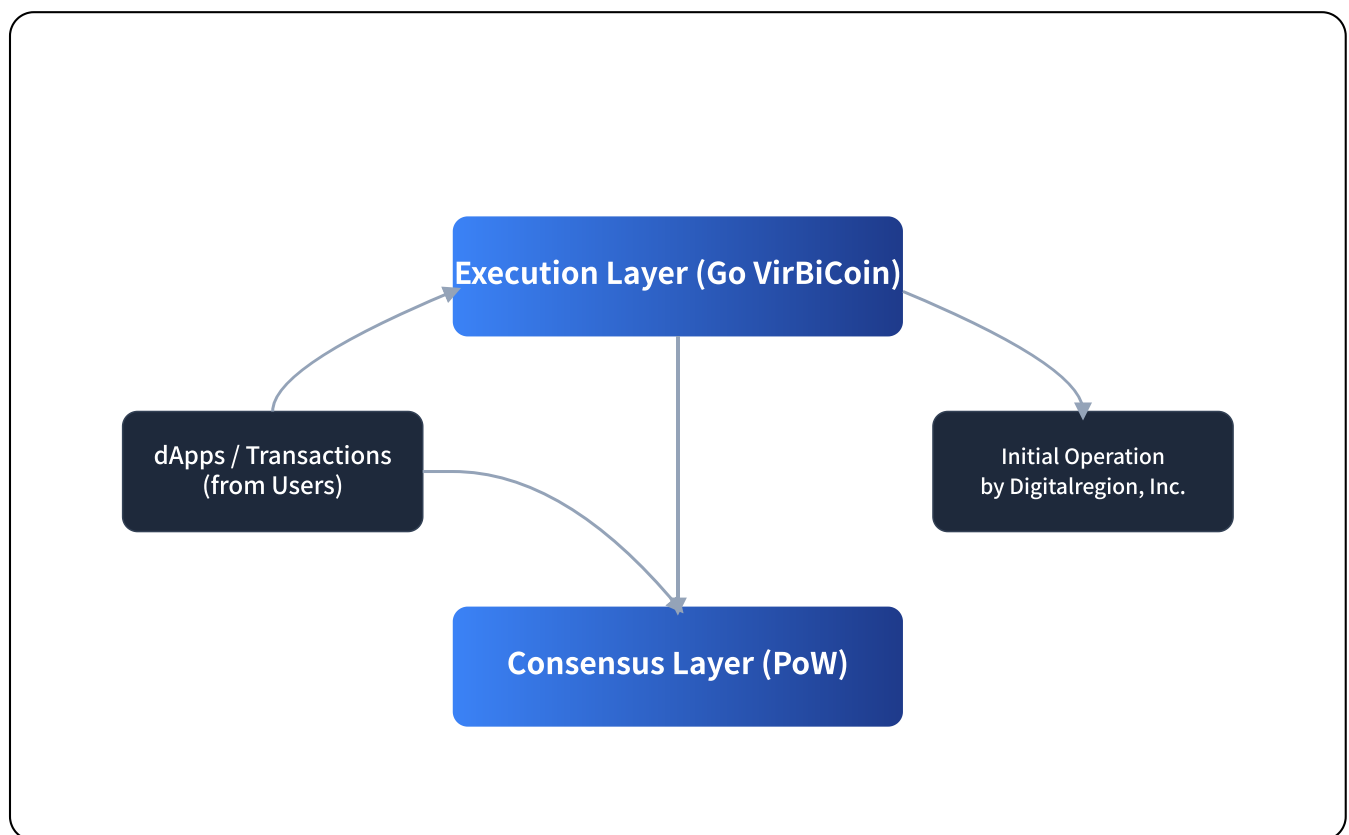 Execution Layer (Go VirBiCoin)
dApps / Transactions
(from Users)
Initial Operation
by Digitalregion, Inc.
Consensus Layer (PoW)